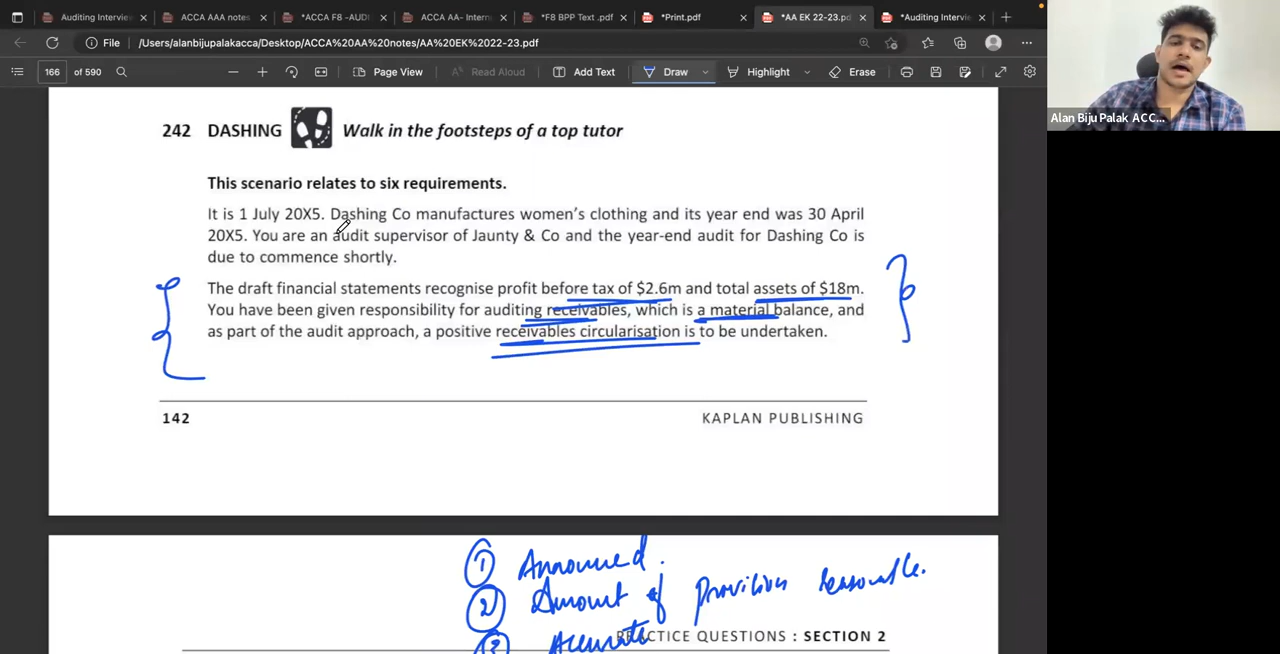 Auditing Interview
ACCA AAA notes
*ACCA F8 -AUDI
ACCA AA- Intern
*F8 BPP Text .pdf
*Print.pdf
*AA EK 22-23.pd
*Auditing Intervie
File
/Users/alanbijupalakacca/Desktop/ACCA%20AA%20notes/AA%20EK%2022-23.pdf
166 of 590
Page View
Read Aloud
Add Text
Draw
Highlight
Erase
Alan Biju Palak ACC...
242 DASHING Walk in the footsteps of a top tutor
This scenario relates to six requirements.
It is 1 July 20X5. Dashing Co manufactures women's clothing and its year end was 30 April
20X5. You are an audit supervisor of Jaunty & Co and the year-end audit for Dashing Co is
due to commence shortly.
The draft financial statements recognise profit before tax of $2.6m and total assets of $18m.
You have been given responsibility for auditing receivables, which is a material balance, and
as part of the audit approach, a positive receivables circularisation is to be undertaken.
142 KAPLAN PUBLISHING
1 Announced.
2 Amount of provision reasonable.
PRACTICE QUESTIONS : SECTION 2
3 Accurate